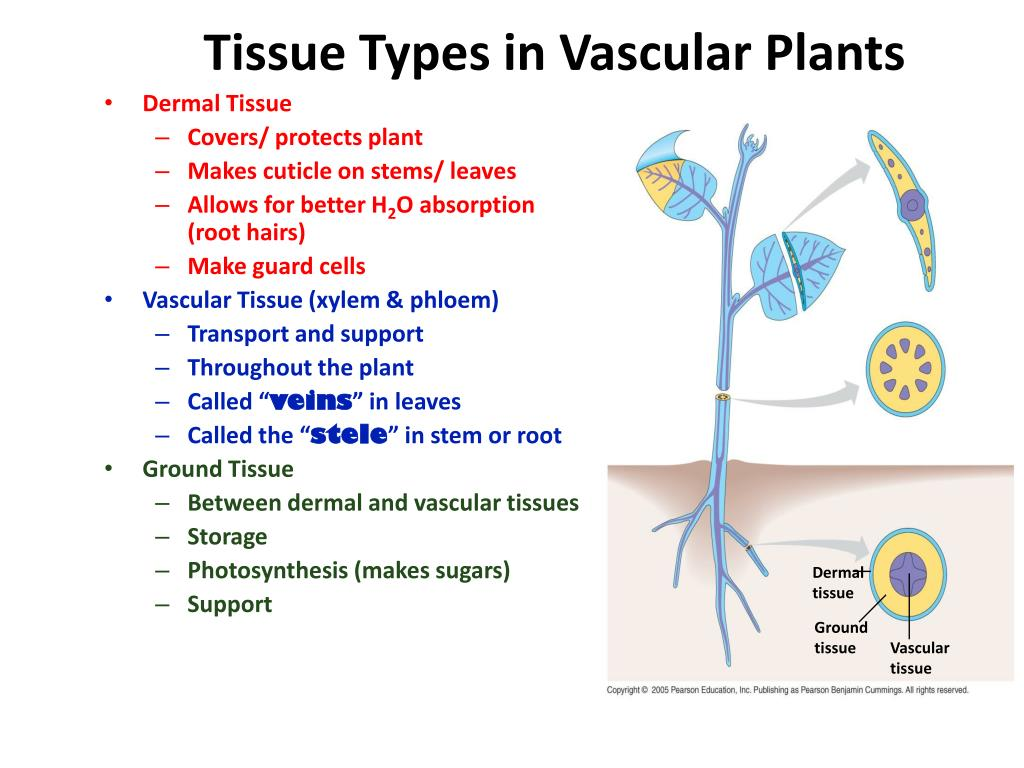 Tissue Types in Vascular Plants
• Dermal Tissue
– Covers/ protects plant
– Makes cuticle on stems/ leaves
– Allows for better H₂O absorption
(root hairs)
– Make guard cells
• Vascular Tissue (xylem & phloem)
– Transport and support
– Throughout the plant
– Called “veins” in leaves
– Called the “stele” in stem or root
• Ground Tissue
– Between dermal and vascular tissues
– Storage
– Photosynthesis (makes sugars)
– Support
Dermal
tissue
Ground
tissue
Vascular
tissue
Copyright © 2005 Pearson Education, Inc. Publishing as Pearson Benjamin Cummings. All rights reserved.